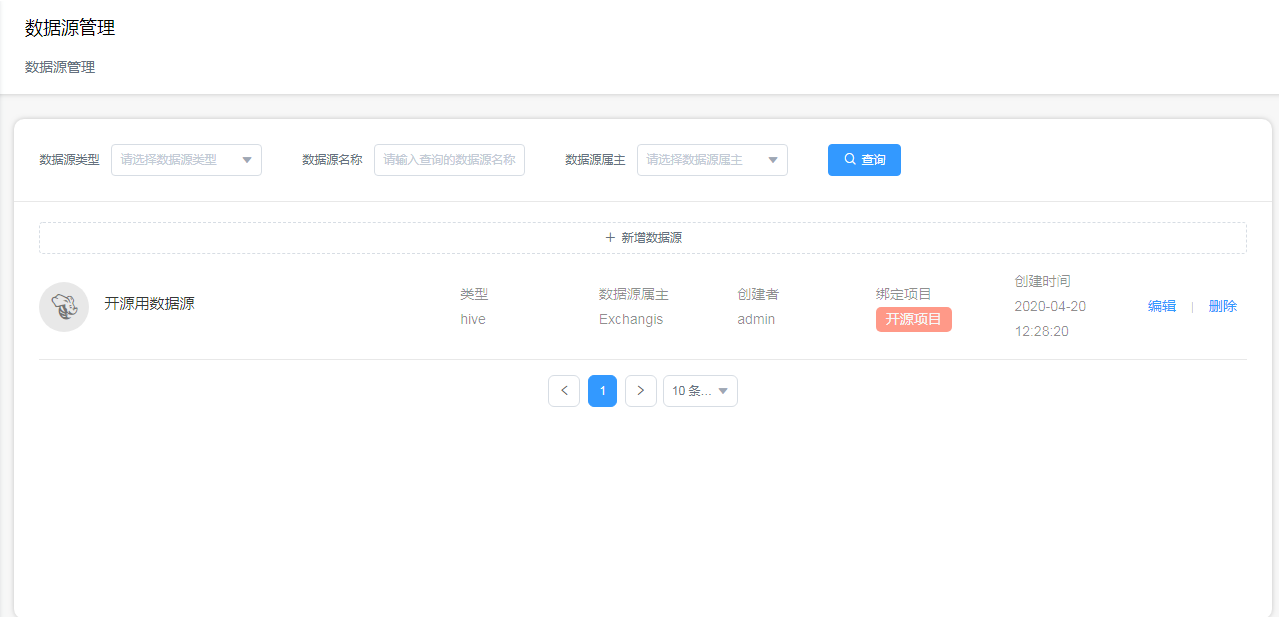 数据源管理
数据源管理
数据源类型 请选择数据源类型 数据源名称 请输入查询的数据源名称 数据源属主 请选择数据源属主 查询
+ 新增数据源
开源用数据源
类型
hive
数据源属主
Exchangis
创建者
admin
绑定项目
开源项目
创建时间
2020-04-20
12:28:20
编辑 | 删除
< 1 > 10 条...